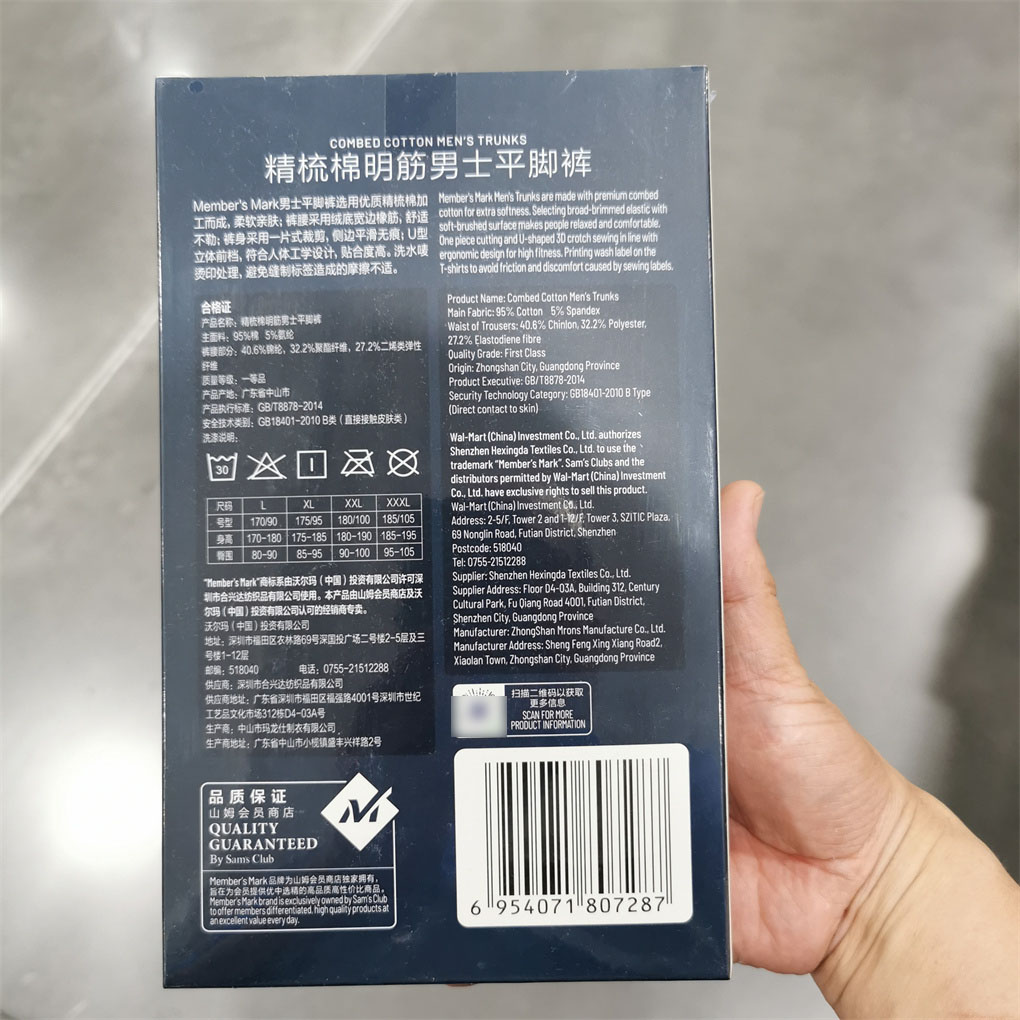 COMBED COTTON MEN'S TRUNKS
精梳棉明筋男士平脚裤
Member's Mark男士平脚裤选用优质精梳棉加
工而成，柔软亲肤；裤腰采用绒底宽边橡筋，舒适
不勒；裤身采用一片式裁剪，侧边平滑无痕；U型
立体前裆，符合人体工学设计，贴合度高。洗水唛
烫印处理，避免缝制标签造成的摩擦不适。
Member's Mark Men's Trunks are made with premium combed
cotton for extra softness. Selecting broad-brimmed elastic with
soft-brushed surface makes people relaxed and comfortable.
One piece cutting and U-shaped 3D crotch sewing in line with
ergonomic design for high fitness. Printing wash label on the
T-shirts to avoid friction and discomfort caused by sewing labels.
合格证
产品名称：精梳棉明筋男士平脚裤
主面料：95%棉 5%氨纶
裤腰部分：40.6%锦纶，32.2%聚酯纤维，27.2%二烯类弹性
纤维
质量等级：一等品
产品产地：广东省中山市
产品执行标准：GB/T8878-2014
安全技术类别：GB18401-2010 B类（直接接触皮肤类）
洗涤说明：
30
尺码 L XL XXL XXXL
号型 170/90 175/95 180/100 185/105
身高 170-180 175-185 180-190 185-195
臀围 80-90 85-95 90-100 95-105
"Member's Mark"商标系由沃尔玛（中国）投资有限公司许可深
圳市合兴达纺织品有限公司使用。本产品由山姆会员商店及沃
尔玛（中国）投资有限公司认可的经销商专卖。
沃尔玛（中国）投资有限公司
地址：深圳市福田区农林路69号深国投广场二号楼2-5层及三
号楼1-12层
邮编：518040 电话：0755-21512288
供应商：深圳市合兴达纺织品有限公司
供应商地址：广东省深圳市福田区福强路4001号深圳市世纪
工艺品文化市场312栋D4-03A号
生产商：中山市玛龙仕制衣有限公司
生产商地址：广东省中山市小榄镇盛丰兴祥路2号
Product Name: Combed Cotton Men's Trunks
Main Fabric: 95% Cotton 5% Spandex
Waist of Trousers: 40.6% Chinlon, 32.2% Polyester,
27.2% Elastodiene fibre
Quality Grade: First Class
Origin: Zhongshan City, Guangdong Province
Product Executive: GB/T8878-2014
Security Technology Category: GB18401-2010 B Type
(Direct contact to skin)
Wal-Mart (China) Investment Co., Ltd. authorizes
Shenzhen Hexingda Textiles Co., Ltd. to use the
trademark "Member's Mark". Sam's Clubs and the
distributors permitted by Wal-Mart (China) Investment
Co., Ltd. have exclusive rights to sell this product.
Wal-Mart (China) Investment Co., Ltd.
Address: 2-5/F, Tower 2 and 1-12/F, Tower 3, SZITIC Plaza,
69 Nonglin Road, Futian District, Shenzhen
Postcode: 518040
Tel: 0755-21512288
Supplier: Shenzhen Hexingda Textiles Co., Ltd.
Supplier Address: Floor D4-03A, Building 312, Century
Cultural Park, Fu Qiang Road 4001, Futian District,
Shenzhen City, Guangdong Province
Manufacturer: ZhongShan Mrons Manufacture Co., Ltd.
Manufacturer Address: Sheng Feng Xing Xiang Road2,
Xiaolan Town, Zhongshan City, Guangdong Province
扫描二维码以获取
更多信息
SCAN FOR MORE
PRODUCT INFORMATION
品质保证
山姆会员商店
QUALITY
GUARANTEED
By Sam's Club
M
Member's Mark 品牌为山姆会员商店独家拥有，
旨在为会员提供优中选精的高品质高性价比商品。
Member's Mark brand is exclusively owned by Sam's Club
to offer members differentiated, high quality products at
an excellent value every day.
6 954071 807287